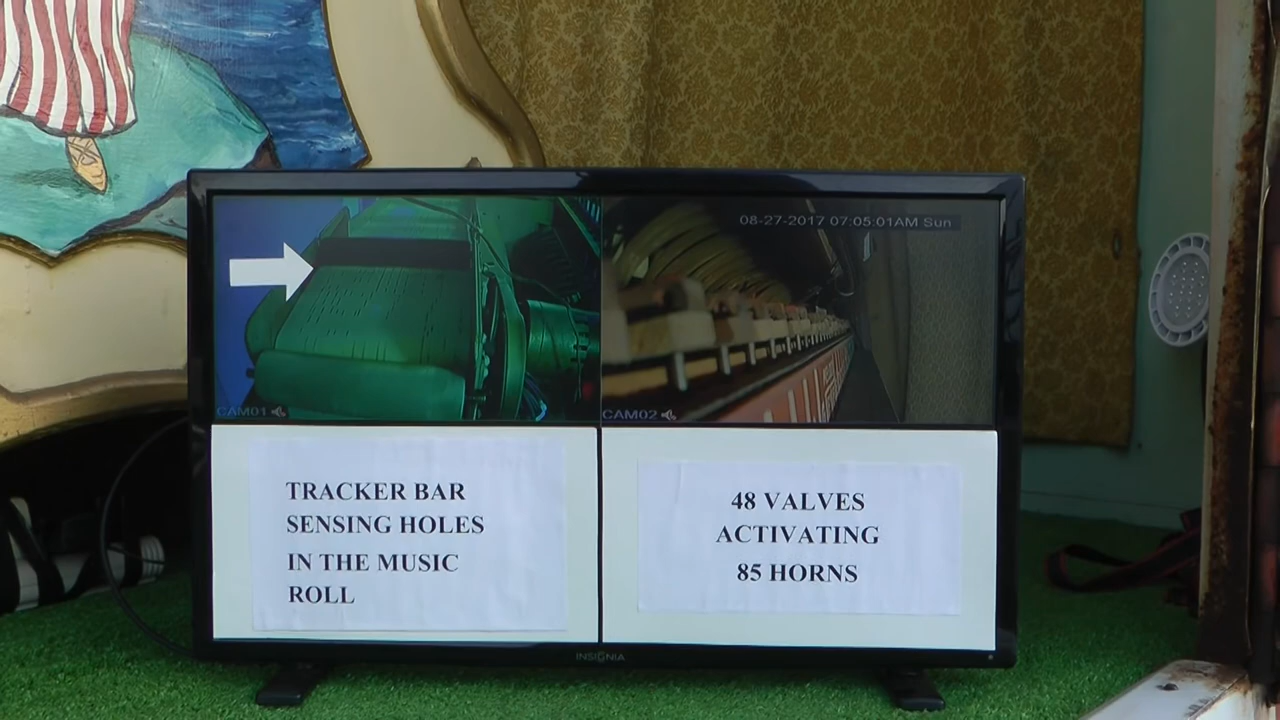 08-27-2017 07:05:01AM Sun
CAM01
CAM02
TRACKER BAR
SENSING HOLES
IN THE MUSIC
ROLL
48 VALVES
ACTIVATING
85 HORNS
INSIGNIA